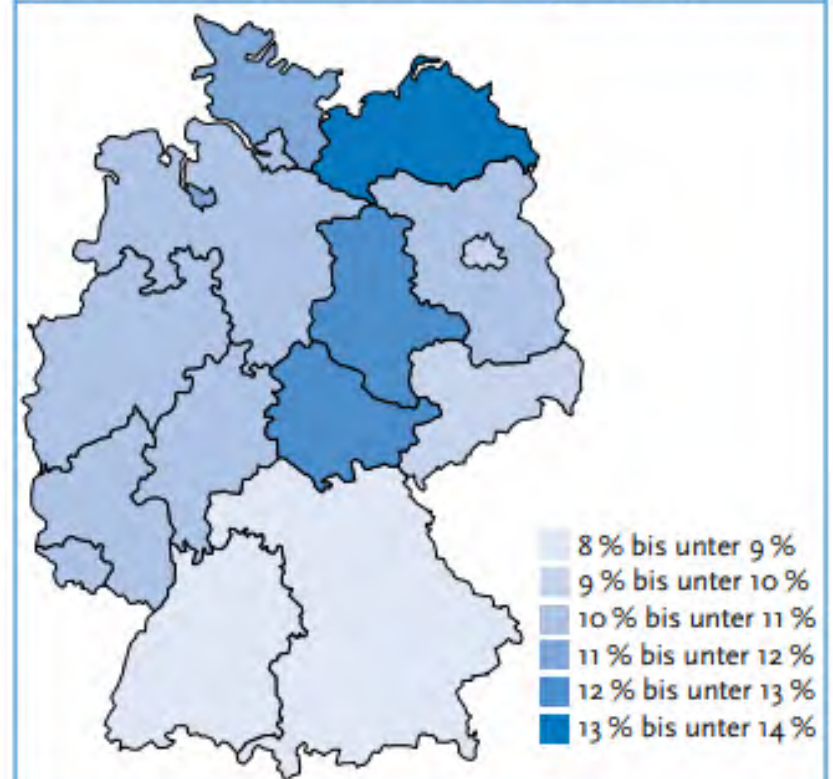 8 % bis unter 9 %
9 % bis unter 10 %
10 % bis unter 11 %
11 % bis unter 12 %
12 % bis unter 13 %
13 % bis unter 14 %